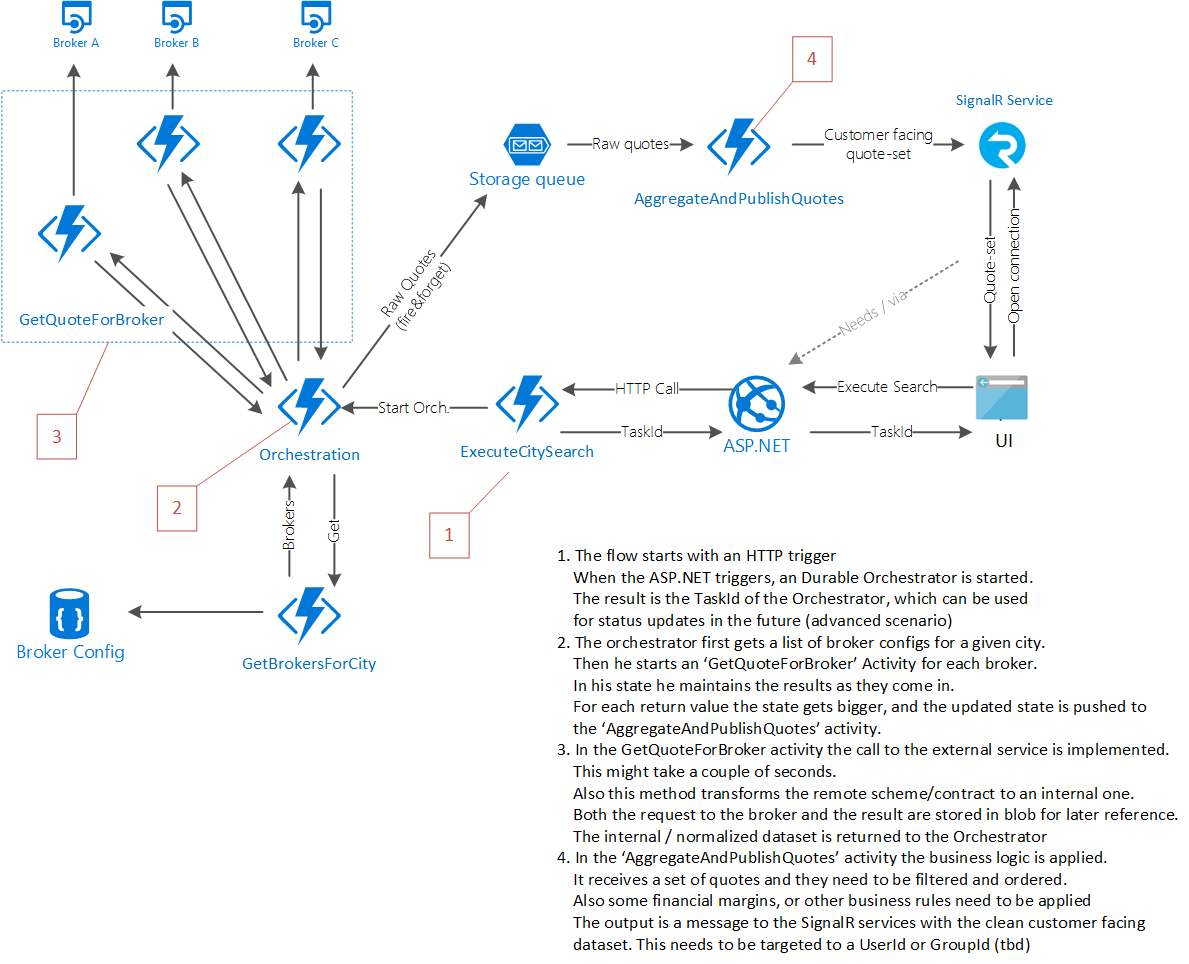 Broker A
Broker B
Broker C
4
SignalR Service
Raw quotes
Customer facing
quote-set
Storage queue
AggregateAndPublishQuotes
Raw Quotes
(fire&forget)
Quote-set
Open connection
Needs / via
GetQuoteForBroker
HTTP Call
Execute Search
Start Orch.
TaskId
TaskId
3
Orchestration
ExecuteCitySearch
ASP.NET
UI
2
1
Brokers
Get
Broker Config
GetBrokersForCity
1. The flow starts with an HTTP trigger
When the ASP.NET triggers, an Durable Orchestrator is started.
The result is the TaskId of the Orchestrator, which can be used
for status updates in the future (advanced scenario)
2. The orchestrator first gets a list of broker configs for a given city.
Then he starts an ‘GetQuoteForBroker’ Activity for each broker.
In his state he maintains the results as they come in.
For each return value the state gets bigger, and the updated state is pushed to
the ‘AggregateAndPublishQuotes’ activity.
3. In the GetQuoteForBroker activity the call to the external service is implemented.
This might take a couple of seconds.
Also this method transforms the remote scheme/contract to an internal one.
Both the request to the broker and the result are stored in blob for later reference.
The internal / normalized dataset is returned to the Orchestrator
4. In the ‘AggregateAndPublishQuotes’ activity the business logic is applied.
It receives a set of quotes and they need to be filtered and ordered.
Also some financial margins, or other business rules need to be applied
The output is a message to the SignalR services with the clean customer facing
dataset. This needs to be targeted to a UserId or GroupId (tbd)